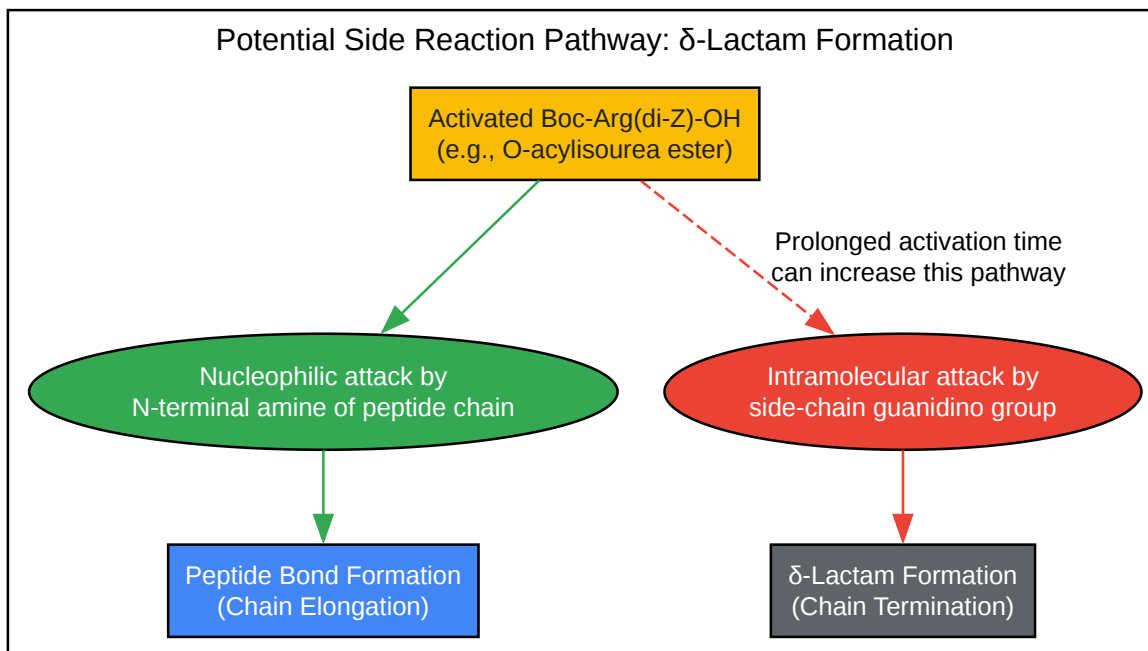 Potential Side Reaction Pathway: δ-Lactam Formation
Activated Boc-Arg(di-Z)-OH
(e.g., O-acylisourea ester)
Prolonged activation time
can increase this pathway
Nucleophilic attack by
N-terminal amine of peptide chain
Intramolecular attack by
side-chain guanidino group
Peptide Bond Formation
(Chain Elongation)
δ-Lactam Formation
(Chain Termination)